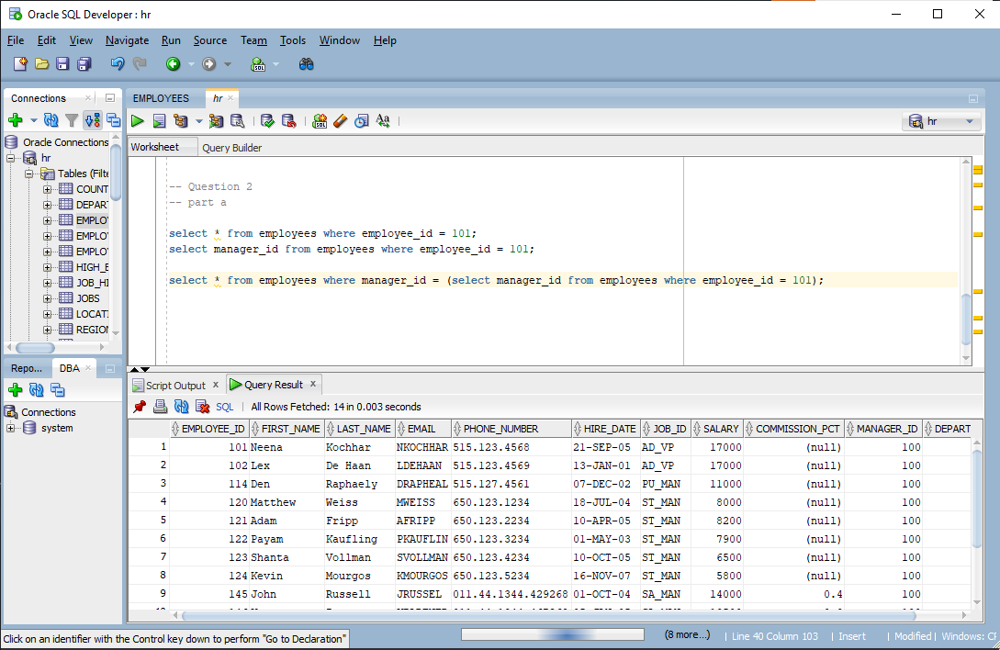 Oracle SQL Developer : hr
File Edit View Navigate Run Source Team Tools Window Help
Connections
Oracle Connections
hr
Tables (Filte
COUNT
DEPAR
EMPLO
EMPLO
EMPLO
HIGH_E
JOB_HI
JOBS
LOCATI
REGION
Repo... DBA
Connections
system
EMPLOYEES hr
hr
Worksheet Query Builder
-- Question 2
-- part a
select * from employees where employee_id = 101;
select manager_id from employees where employee_id = 101;
select * from employees where manager_id = (select manager_id from employees where employee_id = 101);
Script Output x Query Result x
SQL | All Rows Fetched: 14 in 0.003 seconds
EMPLOYEE_ID FIRST_NAME LAST_NAME EMAIL PHONE_NUMBER HIRE_DATE JOB_ID SALARY COMMISSION_PCT MANAGER_ID DEPART
1 101 Neena Kochhar NKOCHHAR 515.123.4568 21-SEP-05 AD_VP 17000 (null) 100
2 102 Lex De Haan LDEHAAN 515.123.4569 13-JAN-01 AD_VP 17000 (null) 100
3 114 Den Raphaely DRAPHEAL 515.127.4561 07-DEC-02 PU_MAN 11000 (null) 100
4 120 Matthew Weiss MWEISS 650.123.1234 18-JUL-04 ST_MAN 8000 (null) 100
5 121 Adam Fripp AFRIPP 650.123.2234 10-APR-05 ST_MAN 8200 (null) 100
6 122 Payam Kaufling PKAUFLIN 650.123.3234 01-MAY-03 ST_MAN 7900 (null) 100
7 123 Shanta Vollman SVOLLMAN 650.123.4234 10-OCT-05 ST_MAN 6500 (null) 100
8 124 Kevin Mourgos KMOURGOS 650.123.5234 16-NOV-07 ST_MAN 5800 (null) 100
9 145 John Russell JRUSSEL 011.44.1344.429268 01-OCT-04 SA_MAN 14000 0.4 100
Click on an identifier with the Control key down to perform "Go to Declaration"
(8 more...) | Line 40 Column 103 | Insert | Modified | Windows: CF